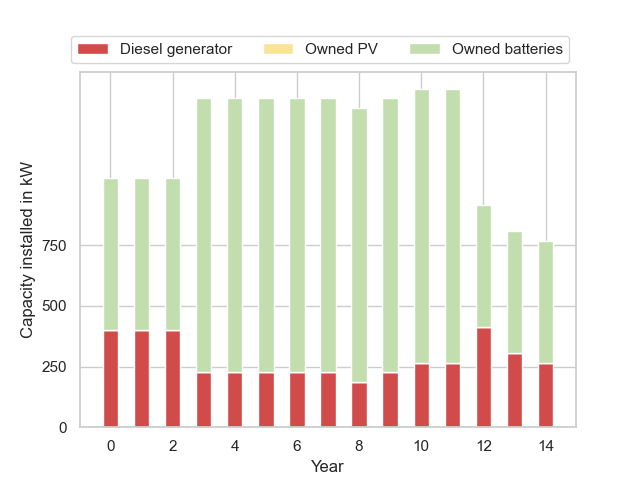 Diesel generator Owned PV Owned batteries
Capacity installed in kW
750
500
250
0
0 2 4 6 8 10 12 14
Year